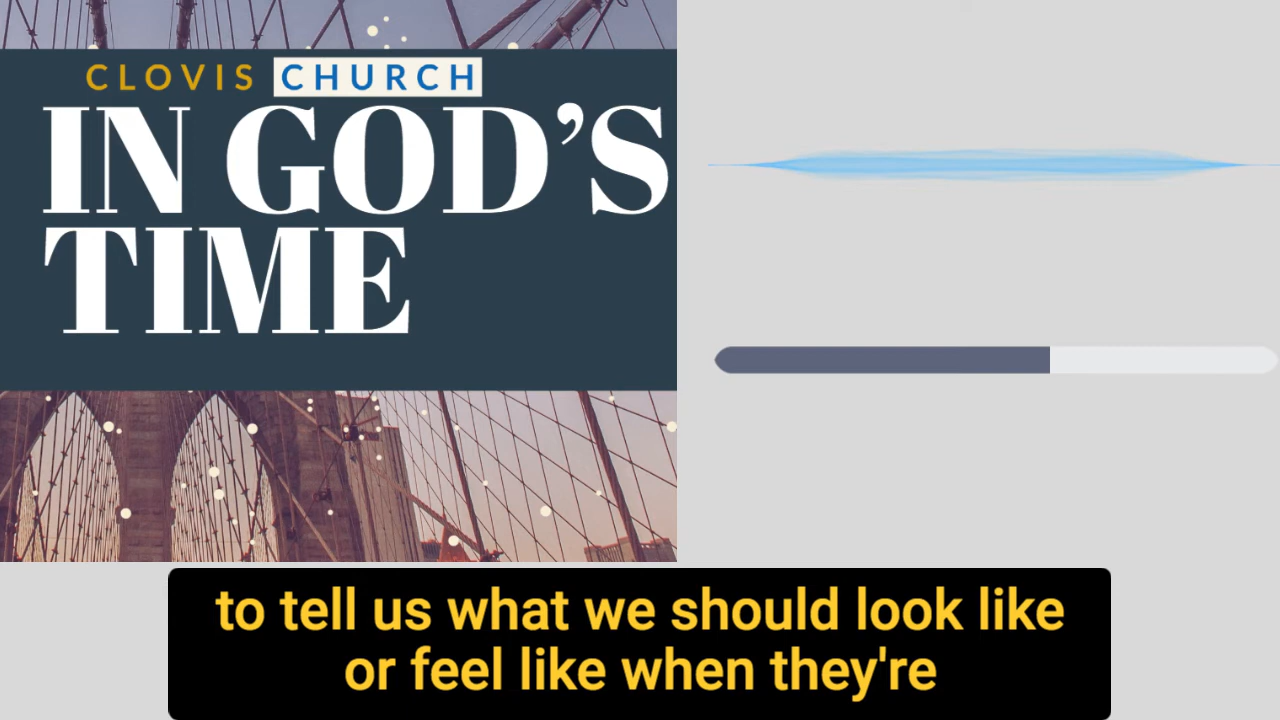 CLOVIS CHURCH
IN GOD’S
TIME
to tell us what we should look like
or feel like when they're